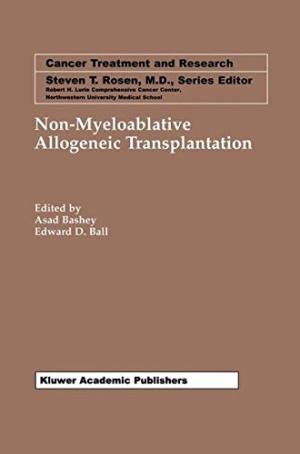 Cancer Treatment and Research
Steven T. Rosen, M.D., Series Editor
Robert H. Lurie Comprehensive Cancer Center,
Northwestern University Medical School
Non-Myeloablative
Allogeneic Transplantation
Edited by
Asad Bashey
Edward D. Ball
Kluwer Academic Publishers